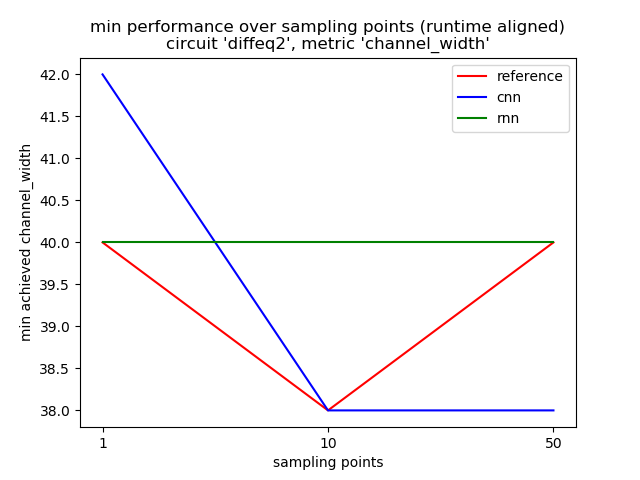 min performance over sampling points (runtime aligned)
circuit 'diffeq2', metric 'channel_width'
reference
cnn
rnn
42.0
41.5
41.0
40.5
40.0
39.5
39.0
38.5
38.0
min achieved channel_width
1
10
50
sampling points